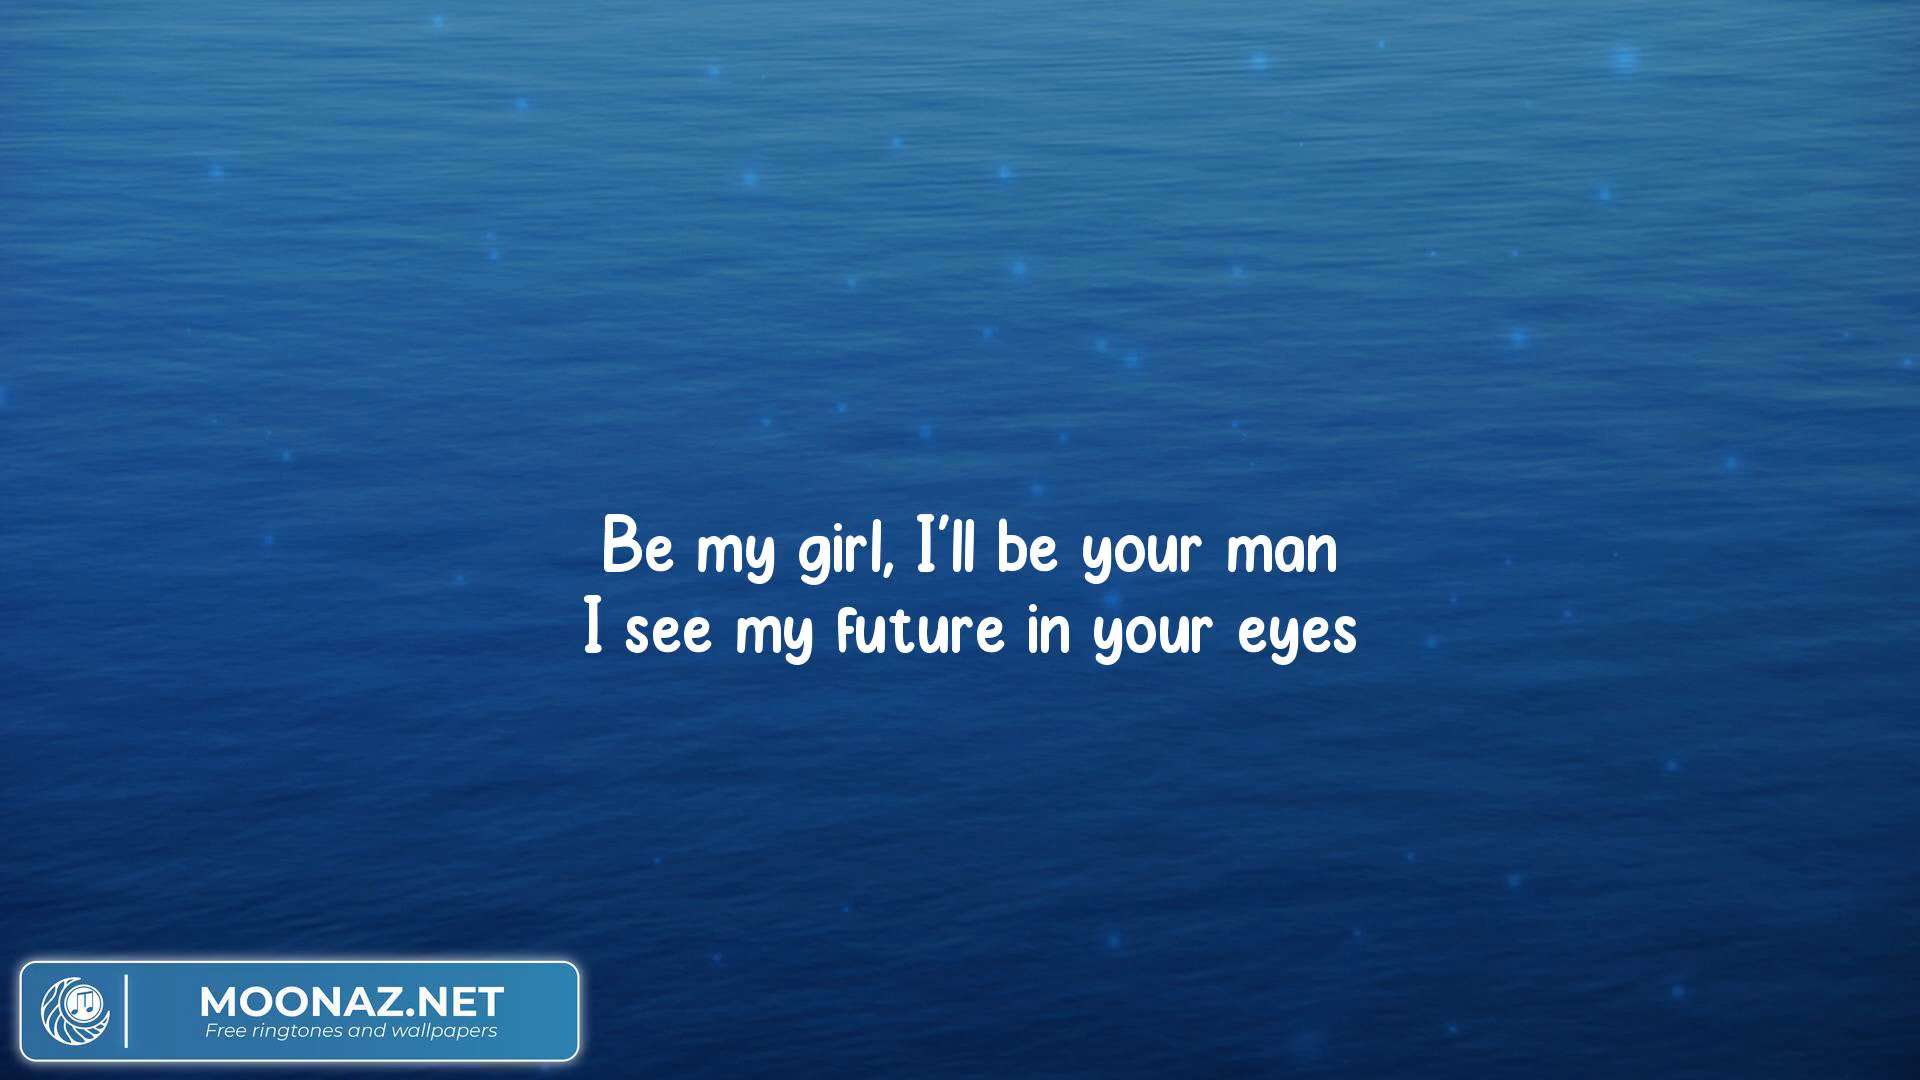 Be my girl, I'll be your man
I see my future in your eyes
MOONAZ.NET
Free ringtones and wallpapers